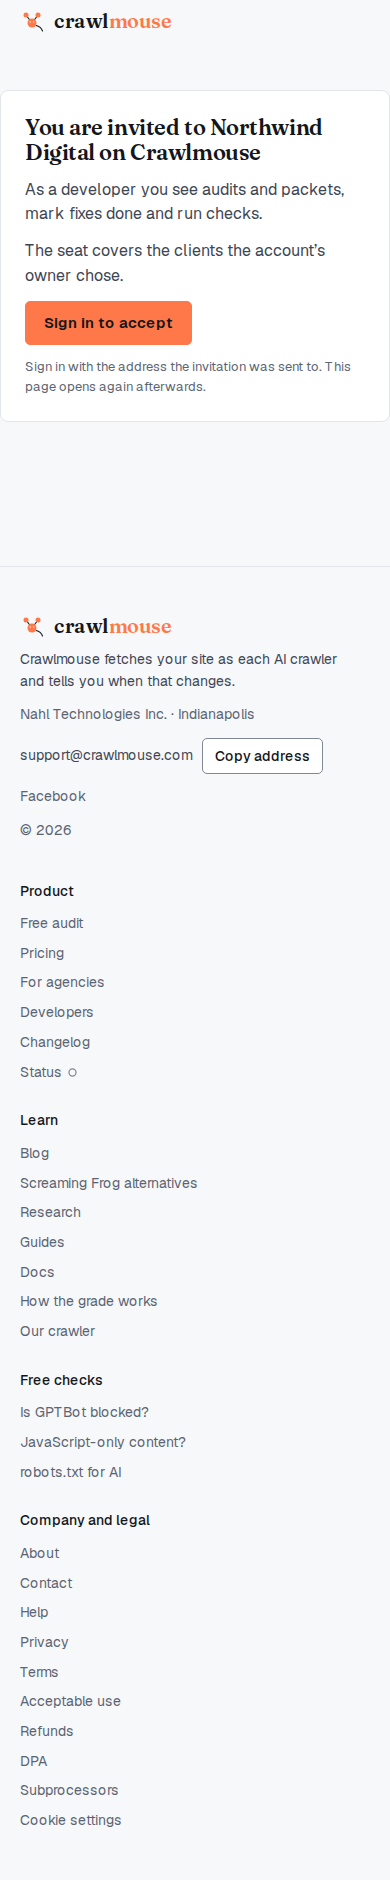 crawlmouse
You are invited to Northwind
Digital on Crawlmouse
As a developer you see audits and packets,
mark fixes done and run checks.
The seat covers the clients the account's
owner chose.
Sign in to accept
Sign in with the address the invitation was sent to. This
page opens again afterwards.
crawlmouse
Crawlmouse fetches your site as each AI crawler
and tells you when that changes.
Nahl Technologies Inc. · Indianapolis
support@crawlmouse.com Copy address
Facebook
© 2026
Product
Free audit
Pricing
For agencies
Developers
Changelog
Status
Learn
Blog
Screaming Frog alternatives
Research
Guides
Docs
How the grade works
Our crawler
Free checks
Is GPTBot blocked?
JavaScript-only content?
robots.txt for AI
Company and legal
About
Contact
Help
Privacy
Terms
Acceptable use
Refunds
DPA
Subprocessors
Cookie settings